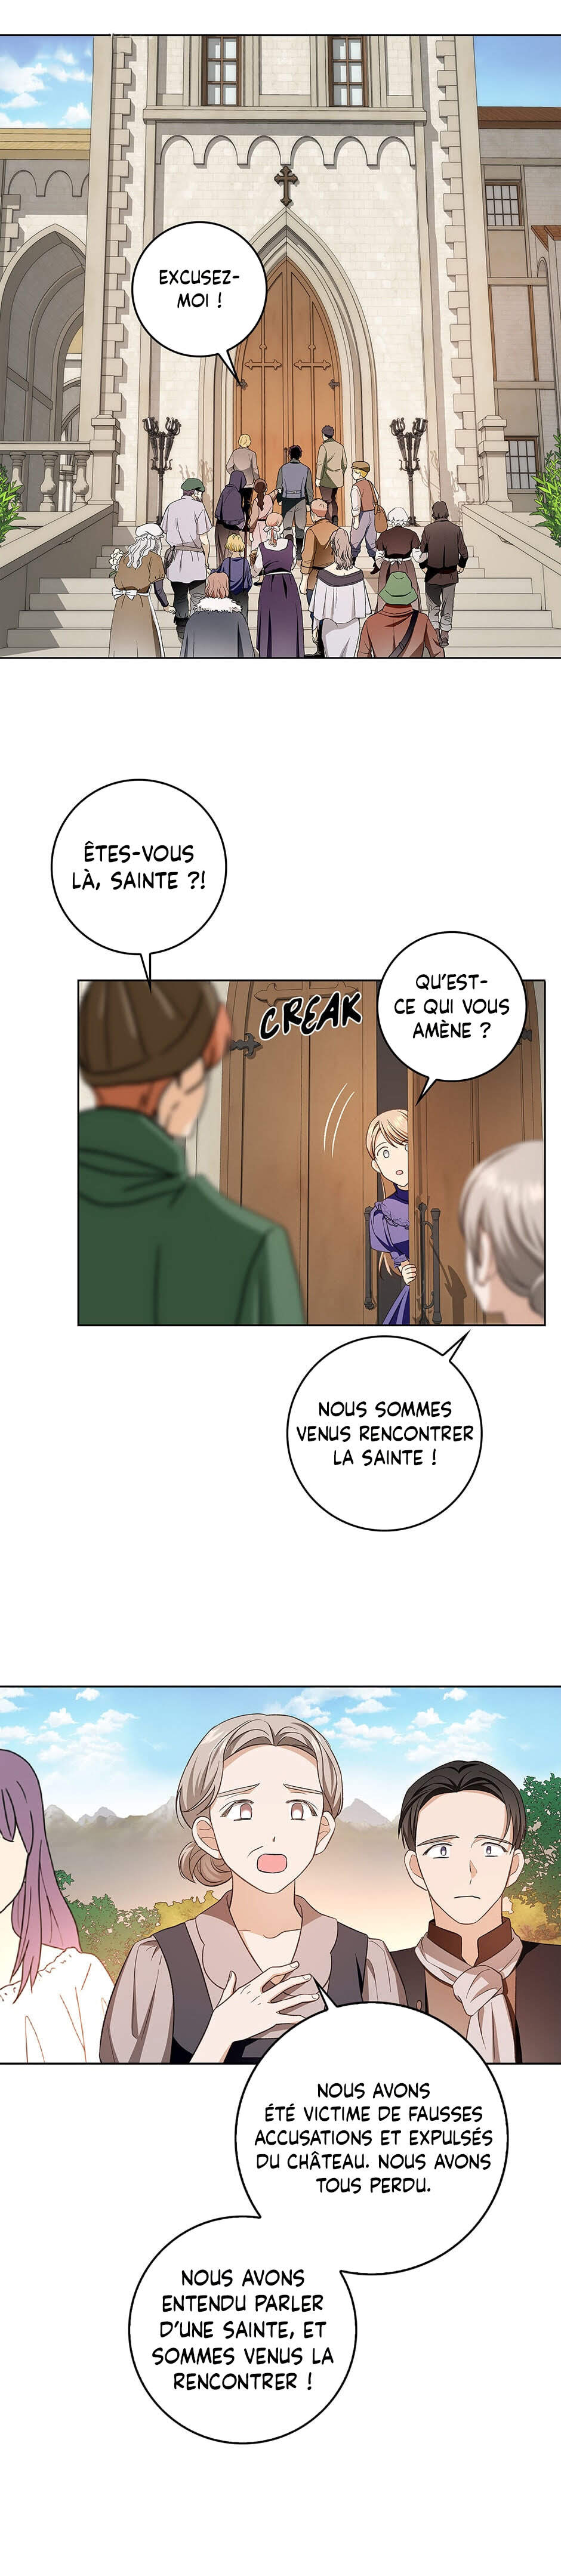 EXCUSEZ-
MOI !
ÊTES-VOUS
LÀ, SAINTE ?!
CREAK
QU'EST-
CE QUI VOUS
AMÈNE ?
NOUS SOMMES
VENUS RENCONTRER
LA SAINTE !
NOUS AVONS
ÉTÉ VICTIME DE FAUSSES
ACCUSATIONS ET EXPULSÉS
DU CHÂTEAU. NOUS AVONS
TOUS PERDU.
NOUS AVONS
ENTENDU PARLER
D'UNE SAINTE, ET
SOMMES VENUS LA
RENCONTRER !